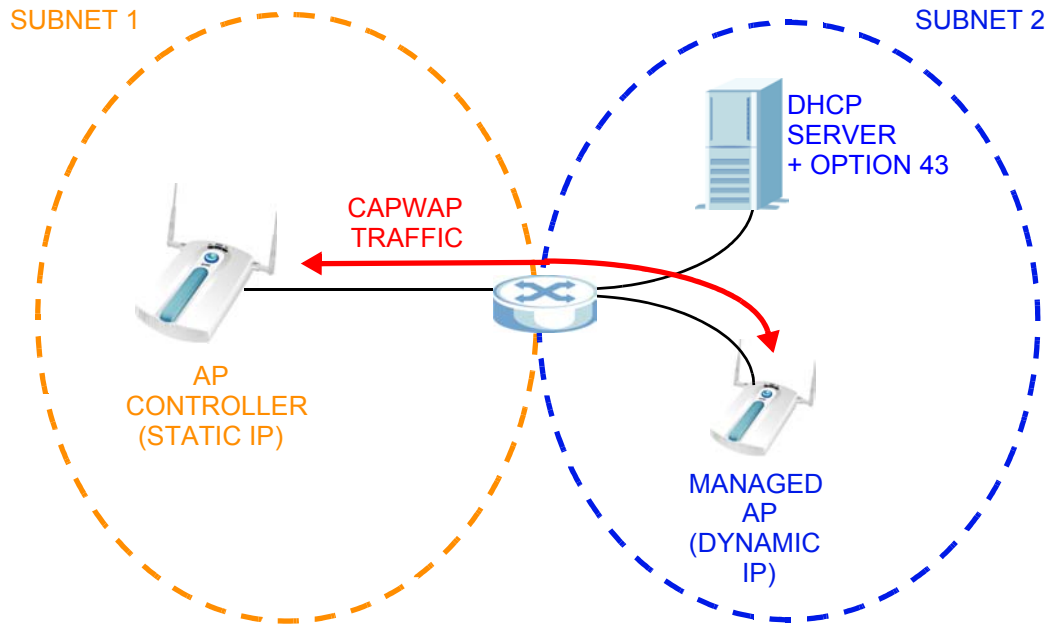 SUBNET 1
SUBNET 2
DHCP
SERVER
+ OPTION 43
CAPWAP
TRAFFIC
AP
CONTROLLER
(STATIC IP)
MANAGED
AP
(DYNAMIC
IP)